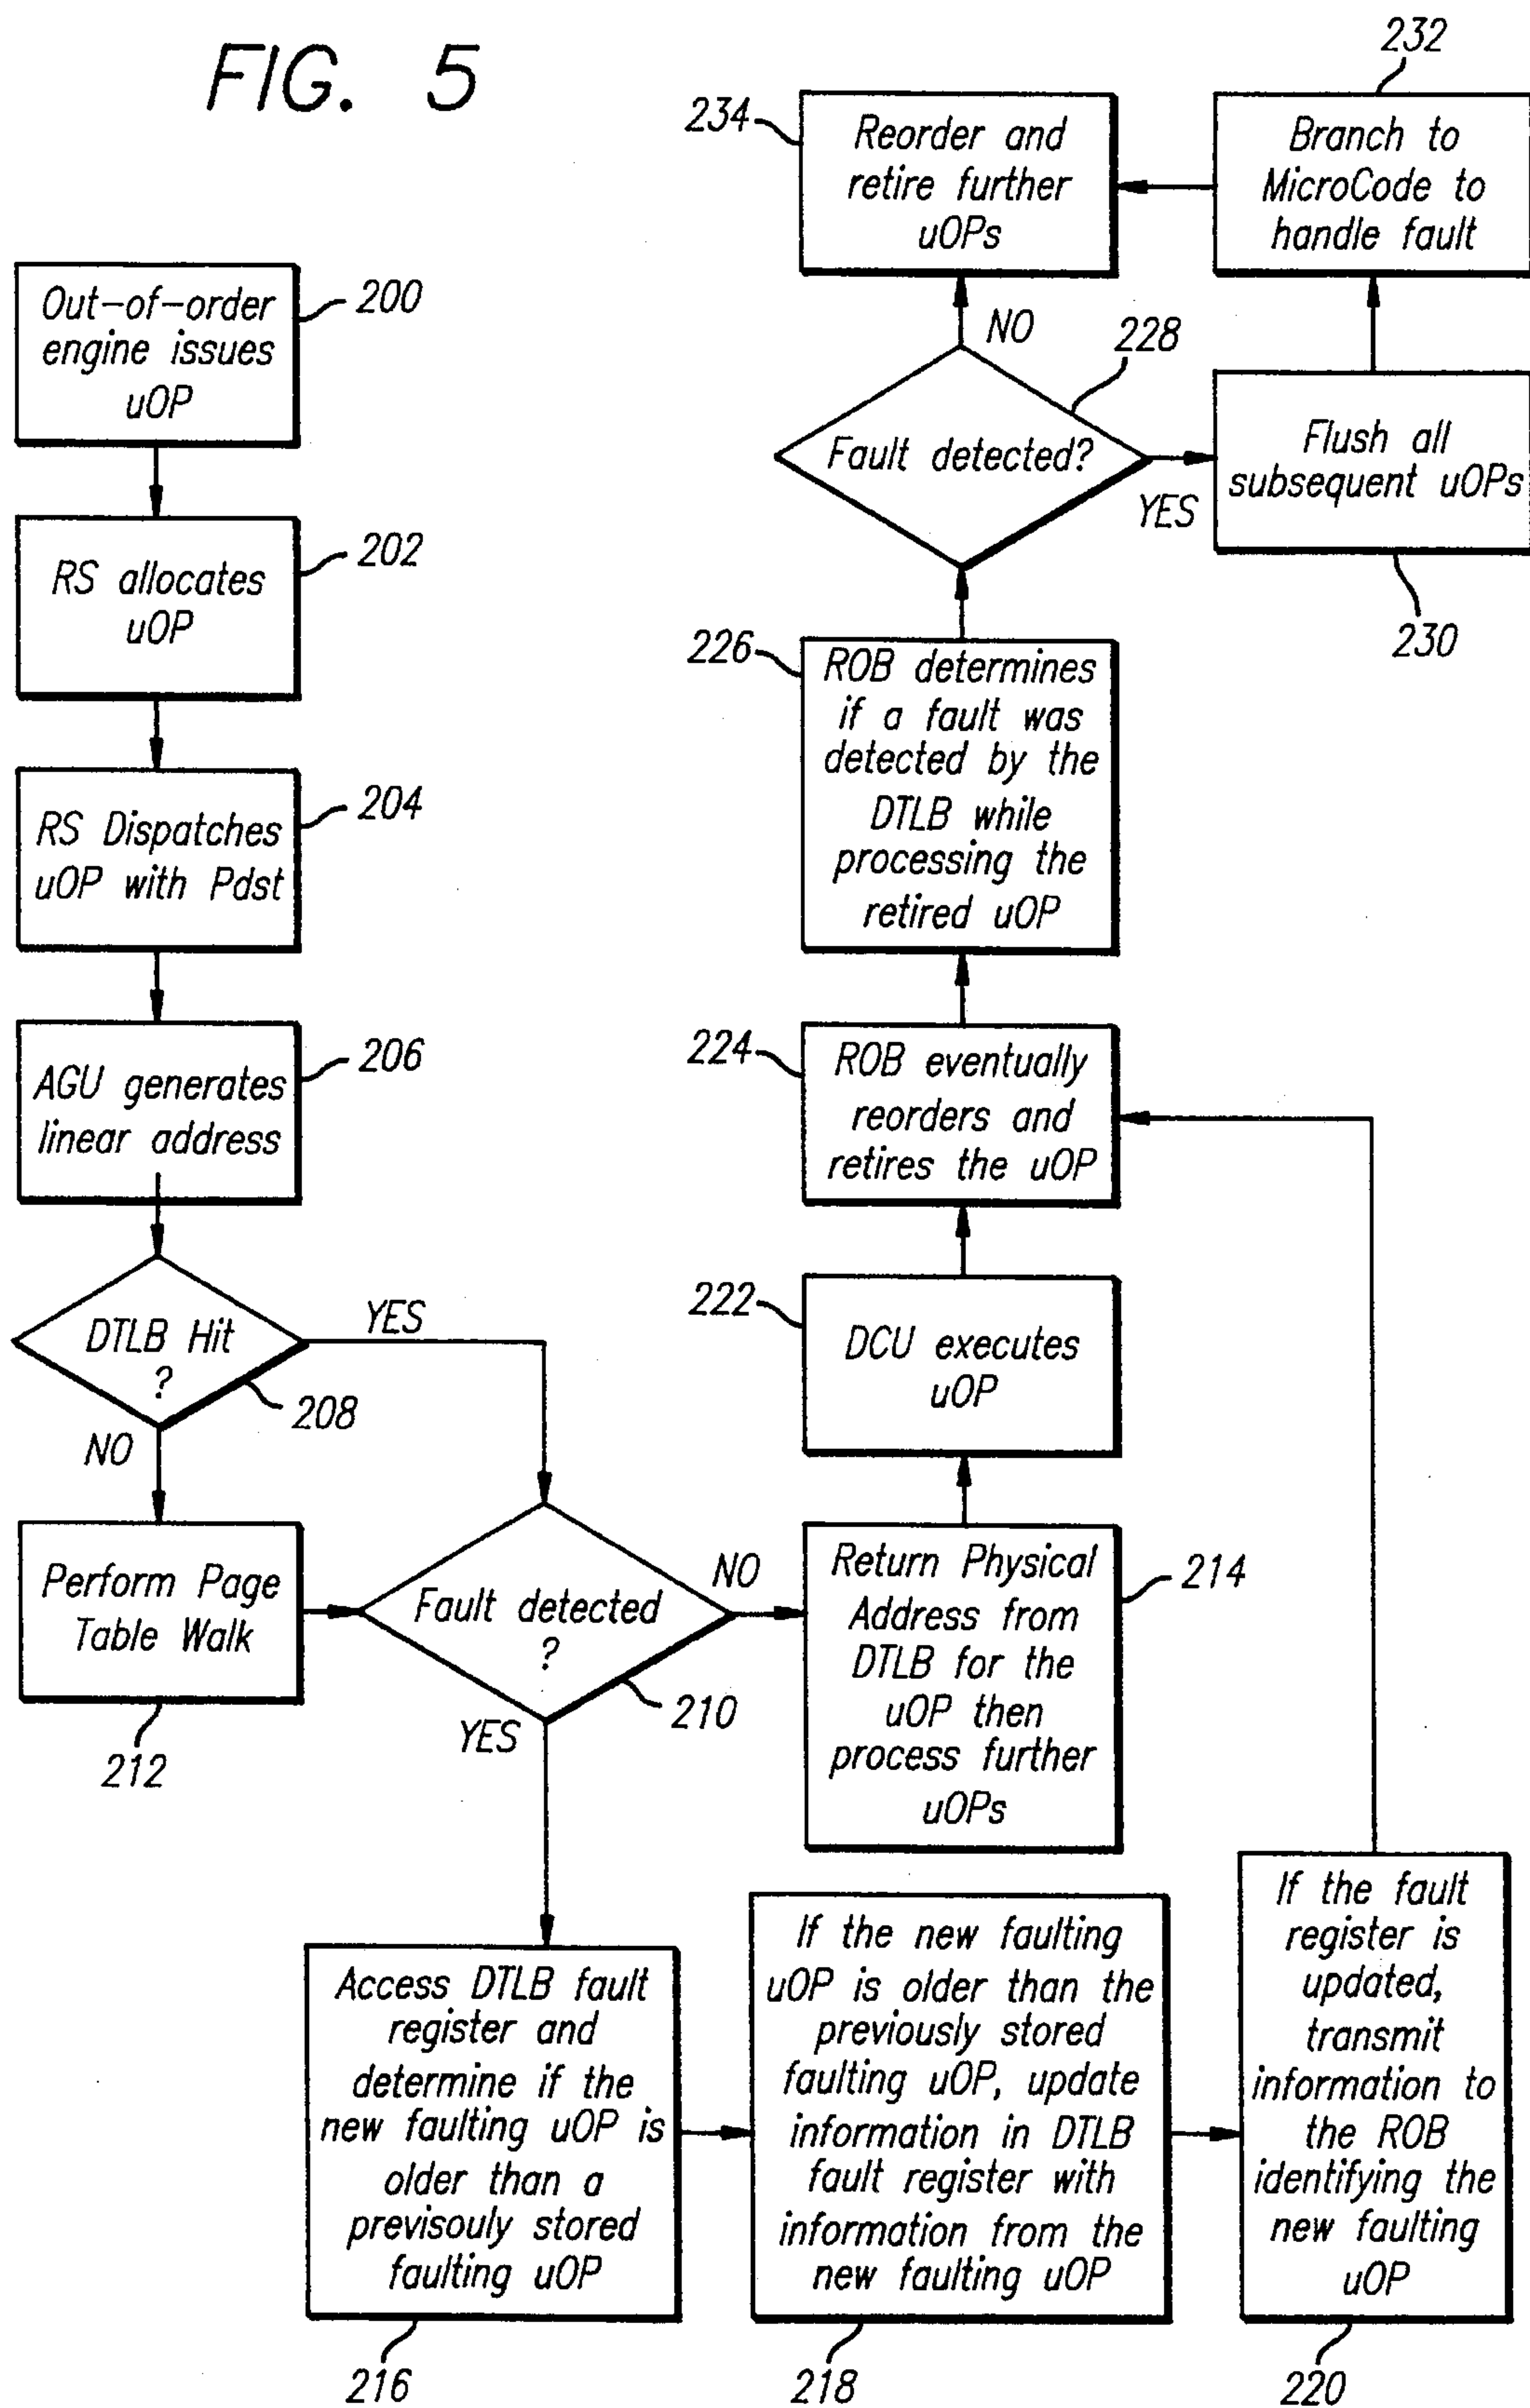 FIG. 5
Out-of-order
engine issues
uOP
200
RS allocates
uOP
202
RS Dispatches
uOP with Pdst
204
AGU generates
linear address
206
DTLB Hit
?
208
YES
NO
Perform Page
Table Walk
212
Fault detected
?
210
NO
YES
Return Physical
Address from
DTLB for the
uOP then
process further
uOPs
214
Access DTLB fault
register and
determine if the
new faulting uOP is
older than a
previsouly stored
faulting uOP
216
If the new faulting
uOP is older than the
previously stored
faulting uOP, update
information in DTLB
fault register with
information from the
new faulting uOP
218
If the fault
register is
updated,
transmit
information to
the ROB
identifying the
new faulting
uOP
220
222
DCU executes
uOP
224
ROB eventually
reorders and
retires the uOP
226
ROB determines
if a fault was
detected by the
DTLB while
processing the
retired uOP
Fault detected?
228
NO
YES
Flush all
subsequent uOPs
230
232
Branch to
MicroCode to
handle fault
234
Reorder and
retire further
uOPs